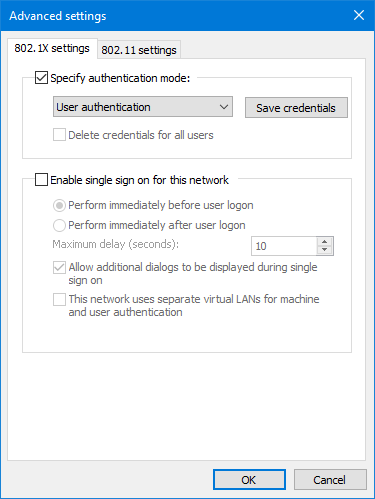 Advanced settings
802.1X settings
802.11 settings
Specify authentication mode:
User authentication
Save credentials
Delete credentials for all users
Enable single sign on for this network
Perform immediately before user logon
Perform immediately after user logon
Maximum delay (seconds):
10
Allow additional dialogs to be displayed during single
sign on
This network uses separate virtual LANs for machine
and user authentication
OK
Cancel